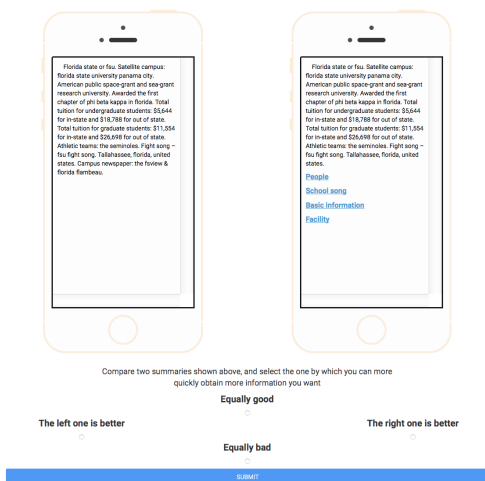 Florida state or fsu. Satellite campus:
florida state university panama city.
American public space-grant and sea-grant
research university. Awarded the first
chapter of phi beta kappa in florida. Total
tuition for undergraduate students: $5,644
for in-state and $18,788 for out of state.
Total tuition for graduate students: $11,554
for in-state and $26,698 for out of state.
Athletic teams: the seminoles. Fight song –
fsu fight song. Tallahassee, florida, united
states. Campus newspaper: the fsview &
florida flambeau.
Florida state or fsu. Satellite campus:
florida state university panama city.
American public space-grant and sea-grant
research university. Awarded the first
chapter of phi beta kappa in florida. Total
tuition for undergraduate students: $5,644
for in-state and $18,788 for out of state.
Total tuition for graduate students: $11,554
for in-state and $26,698 for out of state.
Athletic teams: the seminoles. Fight song –
fsu fight song. Tallahassee, florida, united
states.
People
School song
Basic information
Facility
Compare two summaries shown above, and select the one by which you can more
quickly obtain more information you want
Equally good
The left one is better
The right one is better
Equally bad
SUBMIT